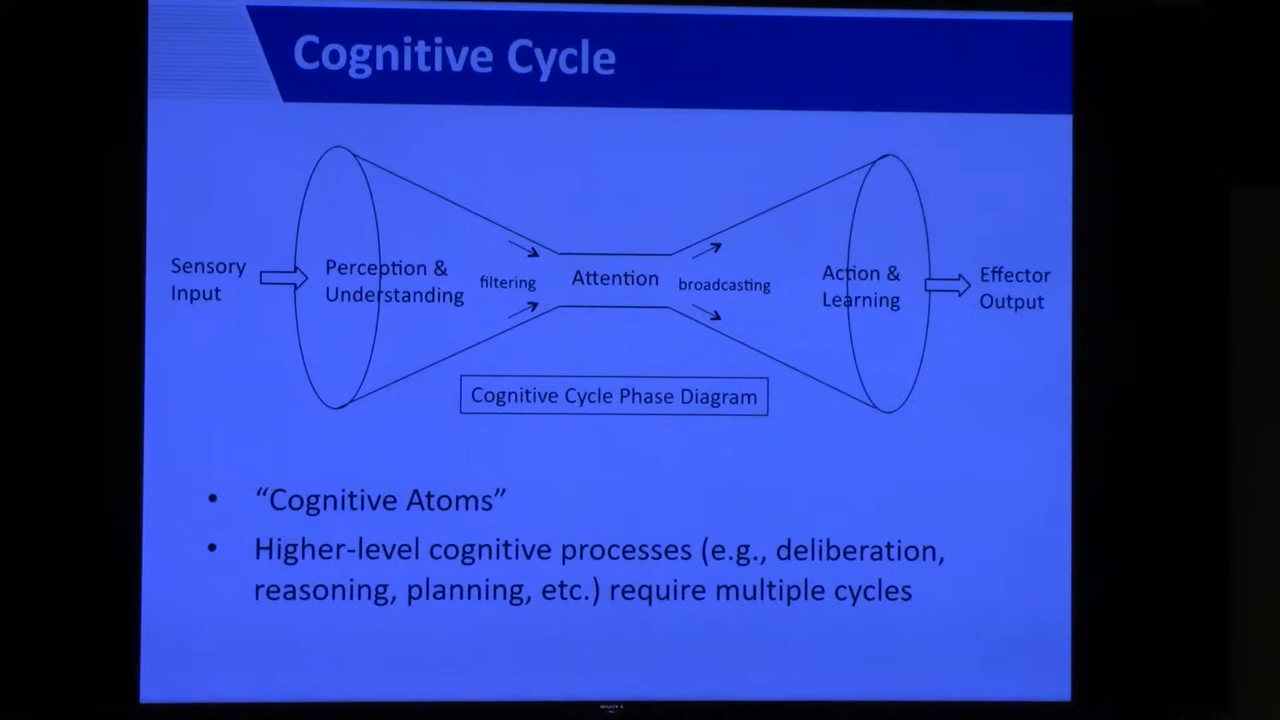 Cognitive Cycle
Sensory
Input
Perception &
Understanding
filtering
Attention
broadcasting
Action &
Learning
Effector
Output
Cognitive Cycle Phase Diagram
• “Cognitive Atoms”
• Higher-level cognitive processes (e.g., deliberation,
reasoning, planning, etc.) require multiple cycles